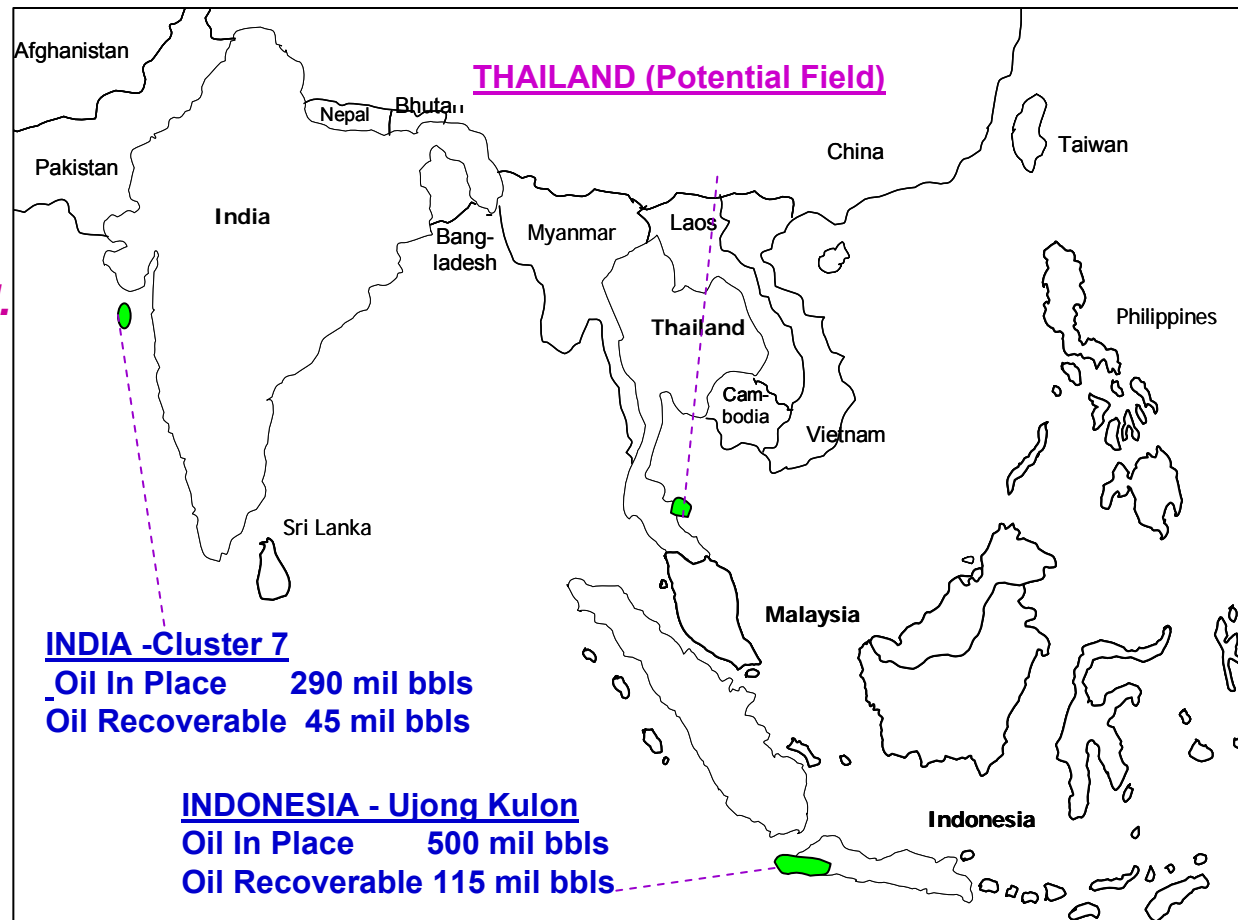 Afghanistan
THAILAND (Potential Field)
Nepal
Bhutan
China
Taiwan
Pakistan
India
Bang-
ladesh
Myanmar
Laos
Thailand
Philippines
Cam-
bodia
Vietnam
Sri Lanka
Malaysia
INDIA -Cluster 7
Oil In Place 290 mil bbls
Oil Recoverable 45 mil bbls
INDONESIA - Ujong Kulon
Oil In Place 500 mil bbls
Oil Recoverable 115 mil bbls
Indonesia